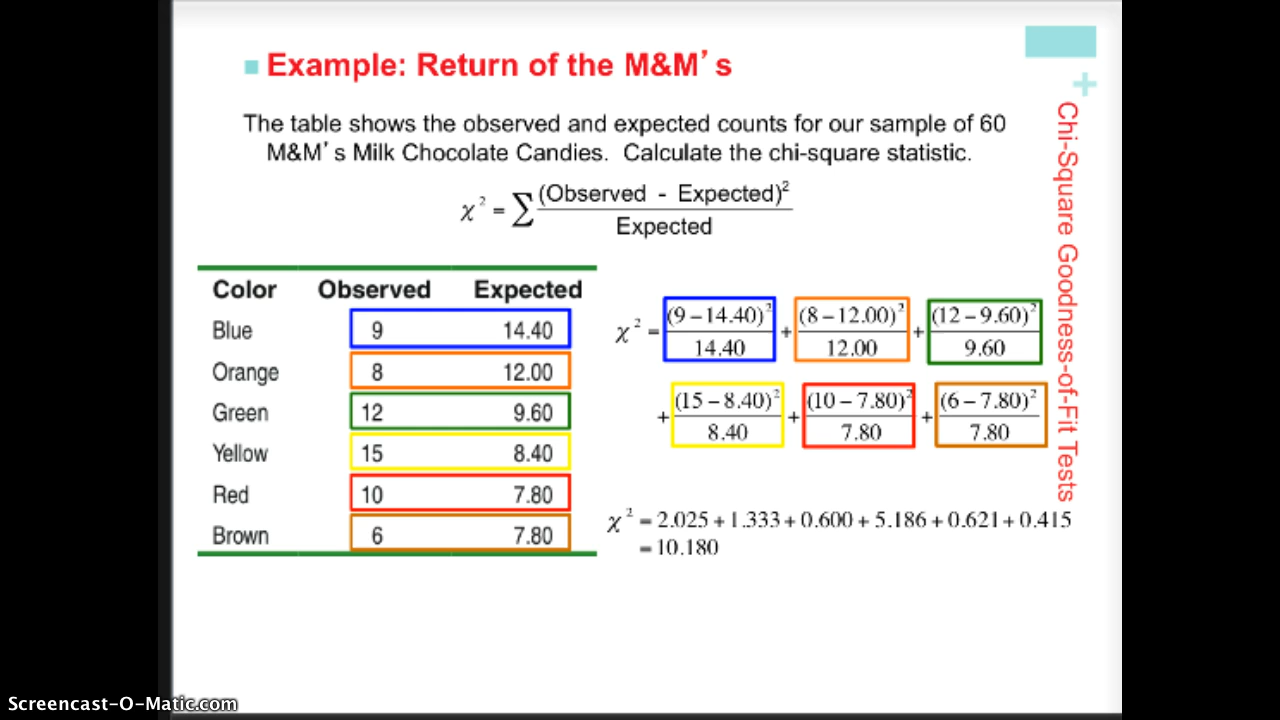 Example: Return of the M&M's
The table shows the observed and expected counts for our sample of 60
M&M's Milk Chocolate Candies. Calculate the chi-square statistic.
χ² = ∑ (Observed - Expected)² / Expected
Color Observed Expected
Blue 9 14.40
Orange 8 12.00
Green 12 9.60
Yellow 15 8.40
Red 10 7.80
Brown 6 7.80
χ² = (9 – 14.40)² / 14.40 + (8 – 12.00)² / 12.00 + (12 – 9.60)² / 9.60
+ (15 – 8.40)² / 8.40 + (10 – 7.80)² / 7.80 + (6 – 7.80)² / 7.80
χ² = 2.025 + 1.333 + 0.600 + 5.186 + 0.621 + 0.415
= 10.180
+
Chi-Square Goodness-of-Fit Tests
Screencast-O-Matic.com